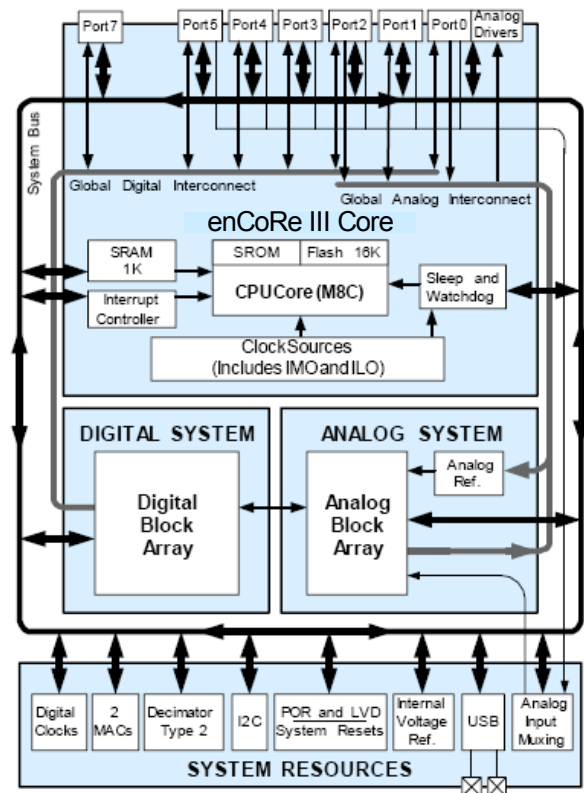 Port7
Port5
Port4
Port3
Port2
Port1
Port0
Analog
Drivers
System Bus
Global Digital Interconnect
Global Analog Interconnect
enCoRe III Core
SRAM
1K
SROM
Flash 16K
CPUCore (M8C)
Sleep and
Watchdog
Interrupt
Controller
ClockSources
(Includes IMO and ILO)
DIGITAL SYSTEM
Digital
Block
Array
ANALOG SYSTEM
Analog
Block
Array
Analog
Ref.
Digital
Clocks
2
MACs
Decimator
Type 2
I2C
POR and LVD
System Resets
Internal
Voltage
Ref.
USB
Analog
Input
Muxing
SYSTEM RESOURCES